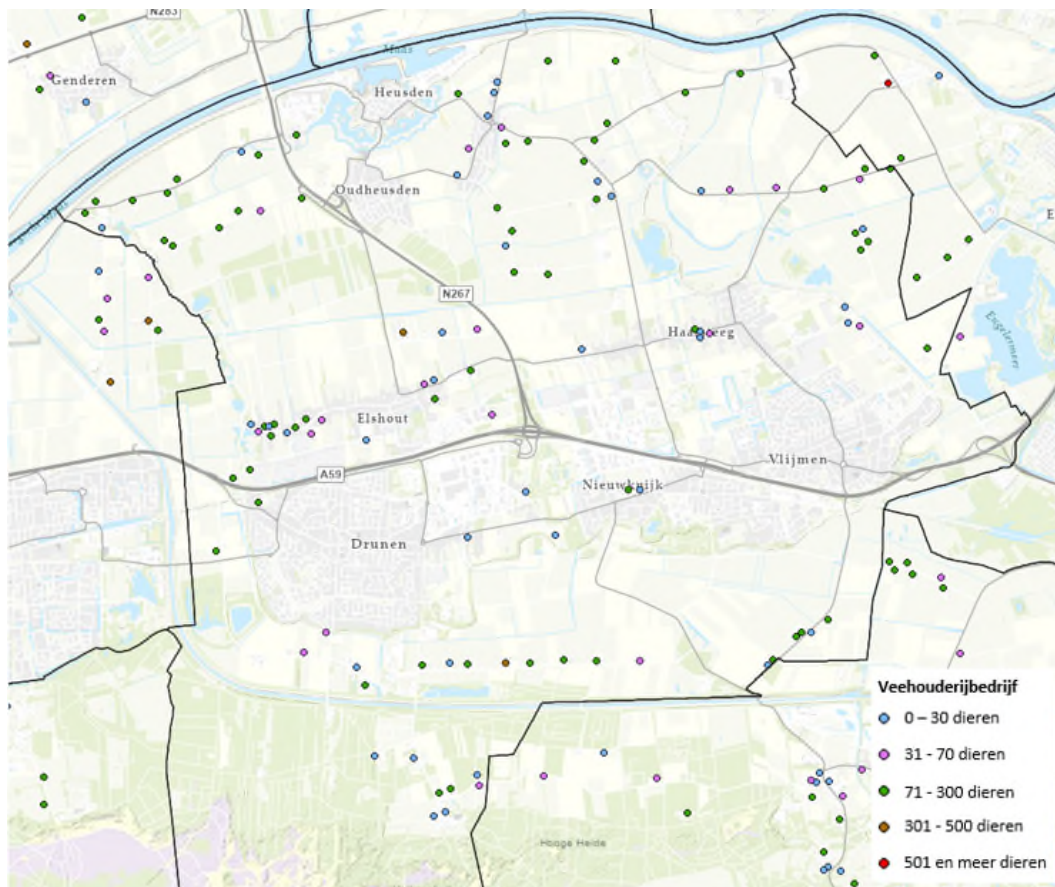 N283
Genderen
Maas
Heusden
Oudheusden
N267
Engelermeer
Elshout
A59
Vlijmen
Nieuwkuijk
Drunen
Hooge Heide
Veehouderijbedrijf
0 – 30 dieren
31 - 70 dieren
71 - 300 dieren
301 - 500 dieren
501 en meer dieren